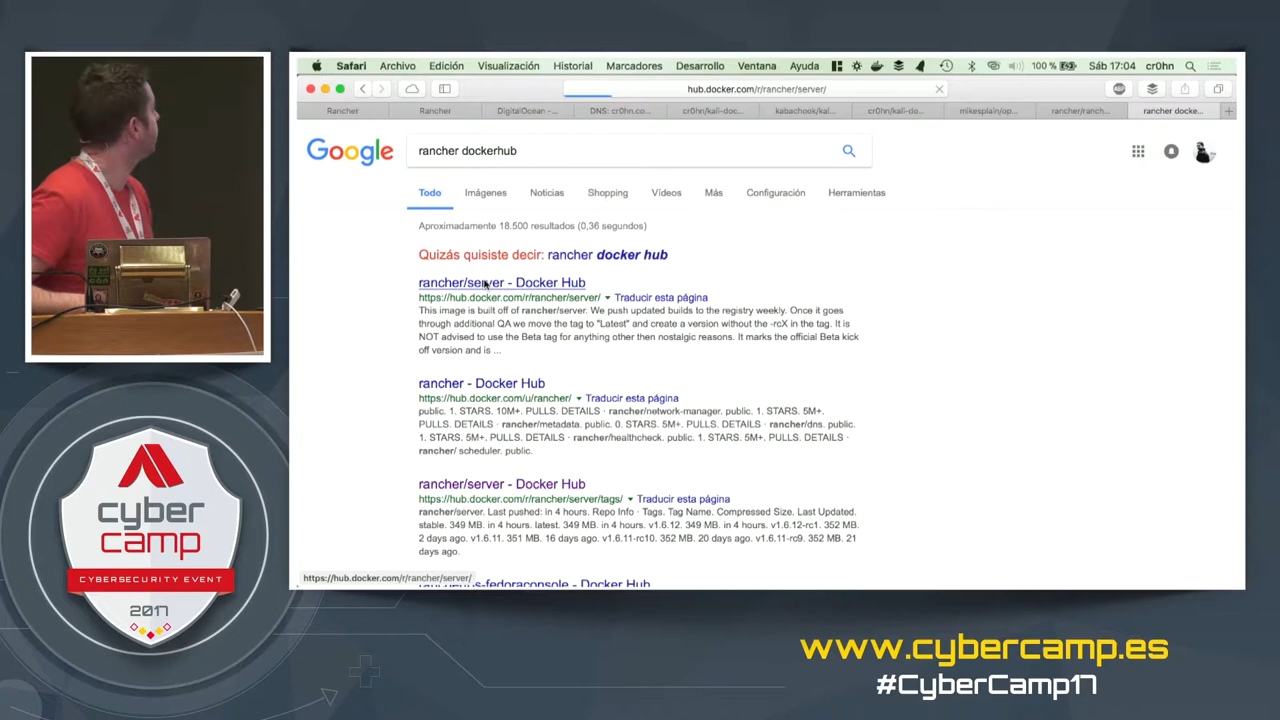 Safari Archivo Edición Visualización Historial Marcadores Desarrollo Ventana Ayuda 100 % Sáb 17:04 cr0hn
hub.docker.com/r/rancher/server/
Rancher Rancher DigitalOcean -... DNS: cr0hn.co... cr0hn/kali-doc... kabachook/kal... cr0hn/kali-do... mikesplain/op... rancher/ranch... rancher docke...
Google rancher dockerhub
Todo Imágenes Noticias Shopping Vídeos Más Configuración Herramientas
Aproximadamente 18.500 resultados (0,36 segundos)
Quizás quisiste decir: rancher docker hub
rancher/server - Docker Hub
https://hub.docker.com/r/rancher/server/ Traducir esta página
This image is built off of rancher/server. We push updated builds to the registry weekly. Once it goes
through additional QA we move the tag to "Latest" and create a version without the -rcX in the tag. It is
NOT advised to use the Beta tag for anything other then nostalgic reasons. It marks the official Beta kick
off version and is ...
rancher - Docker Hub
https://hub.docker.com/u/rancher/ Traducir esta página
public. 1. STARS. 10M+. PULLS. DETAILS · rancher/network-manager. public. 1. STARS. 5M+.
PULLS. DETAILS · rancher/metadata. public. 0. STARS. 5M+. PULLS. DETAILS · rancher/dns. public.
1. STARS. 5M+. PULLS. DETAILS · rancher/healthcheck. public. 1. STARS. 5M+. PULLS. DETAILS ·
rancher/ scheduler. public.
rancher/server - Docker Hub
https://hub.docker.com/r/rancher/server/tags/ Traducir esta página
rancher/server. Last pushed: in 4 hours. Repo Info · Tags. Tag Name. Compressed Size. Last Updated.
stable. 349 MB. in 4 hours. latest. 349 MB. in 4 hours. v1.6.12. 349 MB. in 4 hours. v1.6.12-rc1. 352 MB.
2 days ago. v1.6.11. 351 MB. 16 days ago. v1.6.11-rc10. 352 MB. 20 days ago. v1.6.11-rc9. 352 MB. 21
days ago.
rancheros-fedoraconsole - Docker Hub
https://hub.docker.com/r/rancher/server/
cyber
camp
CYBERSECURITY EVENT
2017
www.cybercamp.es
#CyberCamp17